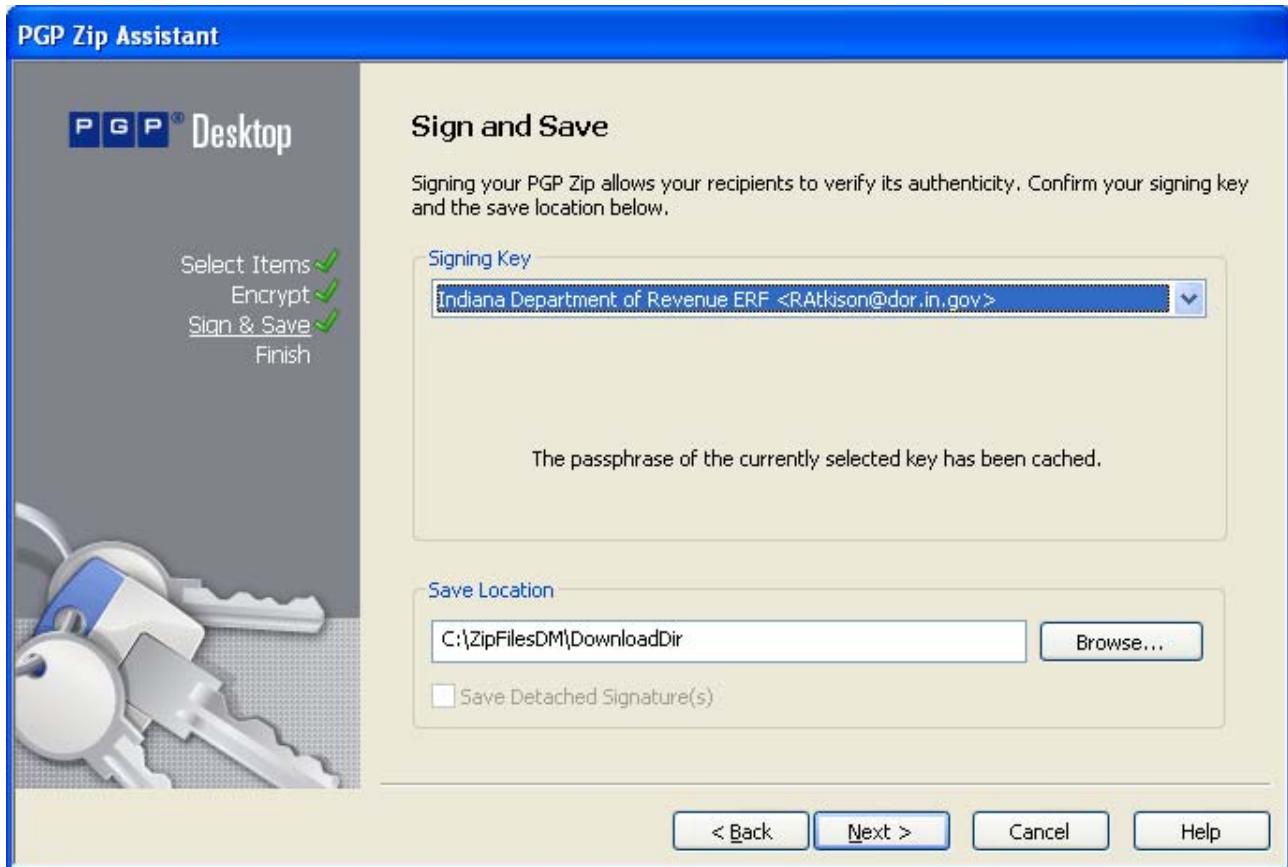 PGP Zip Assistant
PGP® Desktop
Select Items
Encrypt
Sign & Save
Finish
Sign and Save
Signing your PGP Zip allows your recipients to verify its authenticity. Confirm your signing key
and the save location below.
Signing Key
Indiana Department of Revenue ERF <RAtkison@dor.in.gov>
The passphrase of the currently selected key has been cached.
Save Location
C:\ZipFilesDM\DownloadDir
Browse...
Save Detached Signature(s)
< Back
Next >
Cancel
Help